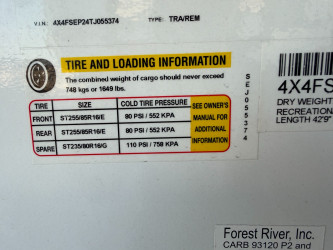 V.I.N.: 4X4FSEP24TJ055374 TYPE: TRA/REM
TIRE AND LOADING INFORMATION
The combined weight of cargo should never exceed
748 kgs or 1649 lbs.
TIRE SIZE COLD TIRE PRESSURE SEE OWNER'S
FRONT ST255/85R16/E 80 PSI / 552 KPA MANUAL FOR
REAR ST255/85R16/E 80 PSI / 552 KPA ADDITIONAL
SPARE ST235/80R16/G 110 PSI / 758 KPA INFORMATION
SEJ055374
4X4FS
DRY WEIGHT
RECREATION
LENGTH 42'9"
Forest River, Inc.
CARB 93120 P2 and